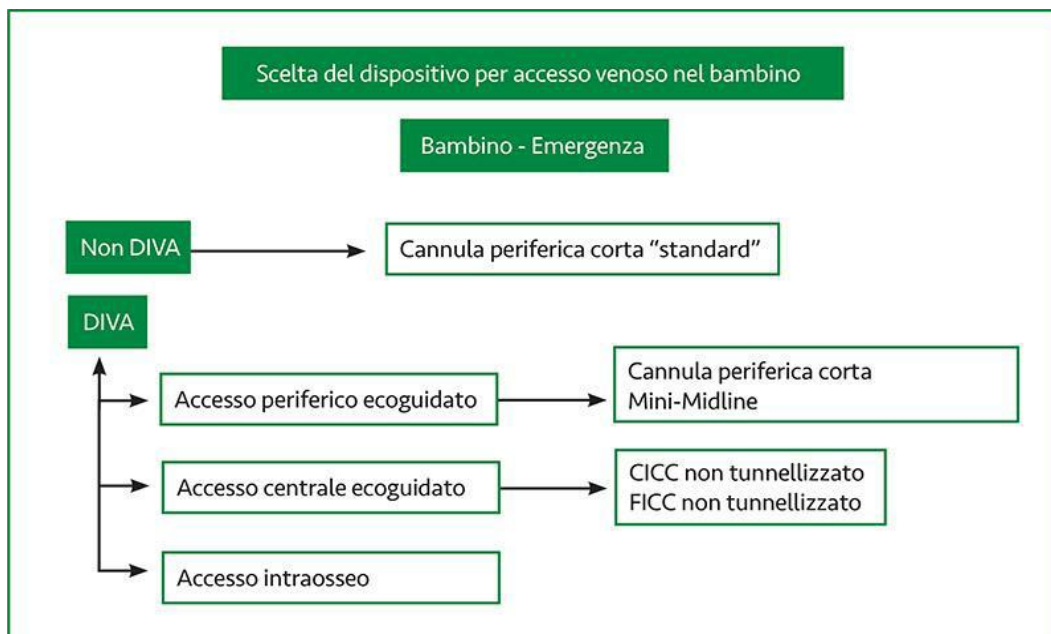 Scelta del dispositivo per accesso venoso nel bambino
Bambino - Emergenza
Non DIVA
Cannula periferica corta “standard”
DIVA
Accesso periferico ecoguidato
Cannula periferica corta
Mini-Midline
Accesso centrale ecoguidato
CICC non tunnellizzato
FICC non tunnellizzato
Accesso intraosseo